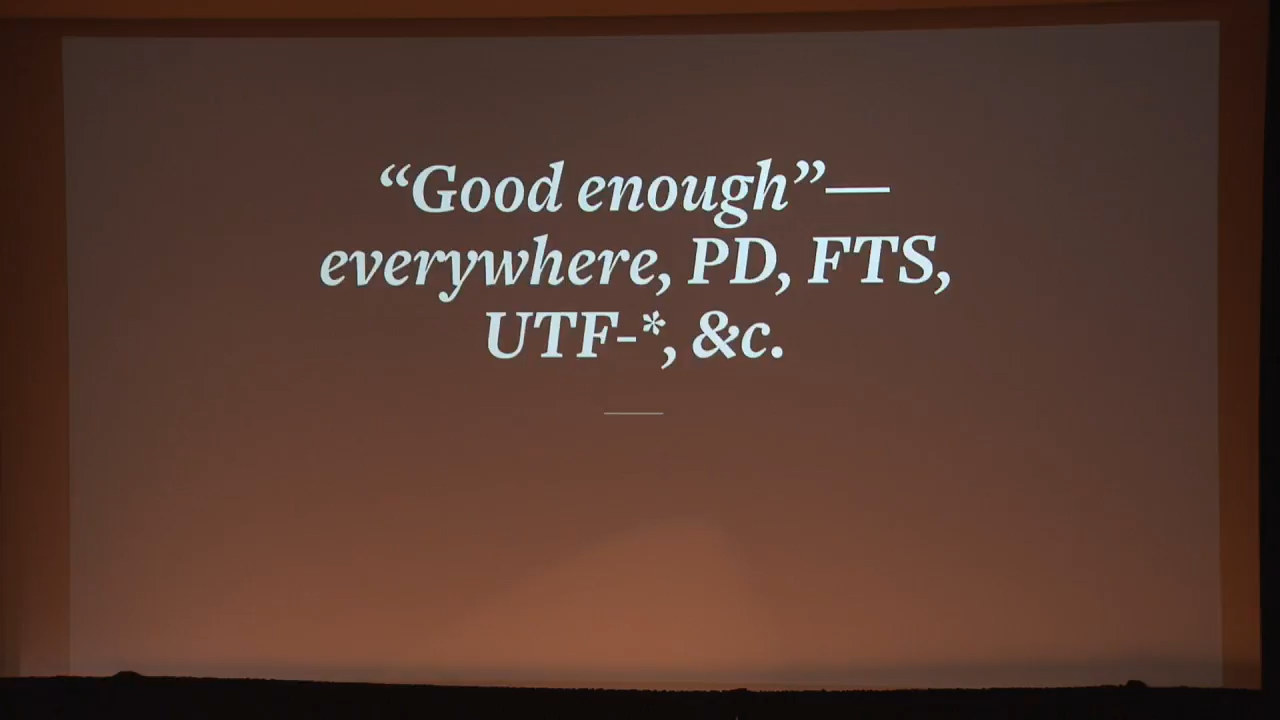 “Good enough”—
everywhere, PD, FTS,
UTF-*, &c.